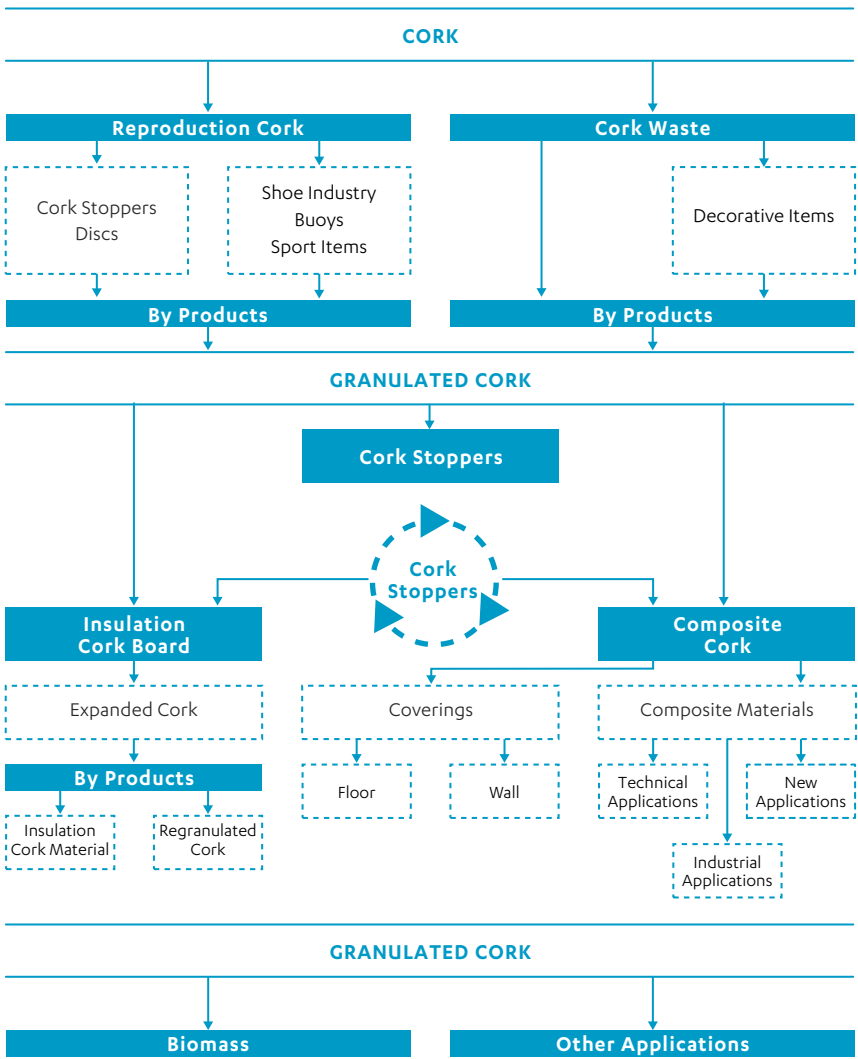 CORK
Reproduction Cork
Cork Waste
Cork Stoppers
Discs
Shoe Industry
Buoys
Sport Items
Decorative Items
By Products
By Products
GRANULATED CORK
Cork Stoppers
Cork
Stoppers
Insulation
Cork Board
Composite
Cork
Expanded Cork
Coverings
Composite Materials
By Products
Floor
Wall
Technical
Applications
New
Applications
Insulation
Cork Material
Regranulated
Cork
Industrial
Applications
GRANULATED CORK
Biomass
Other Applications